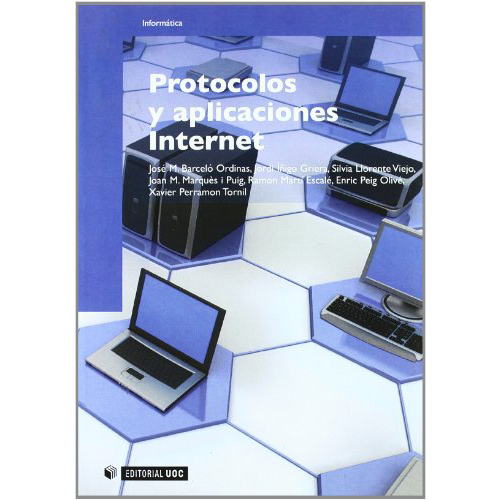 Informática
Protocolos
y aplicaciones
Internet
José M. Barceló Ordinas, Jordi Íñigo Griera, Silvia Llorente Viejo,
Joan M. Marquès i Puig, Ramon Martí Escalé, Enric Peig Olivé,
Xavier Perramon Tornil
EDITORIAL UOC